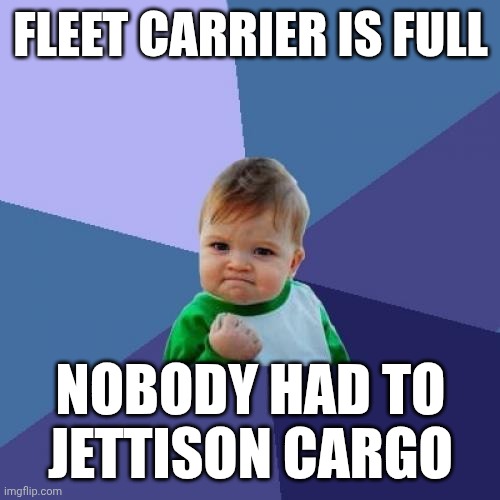 FLEET CARRIER IS FULL
NOBODY HAD TO
JETTISON CARGO
imgflip.com